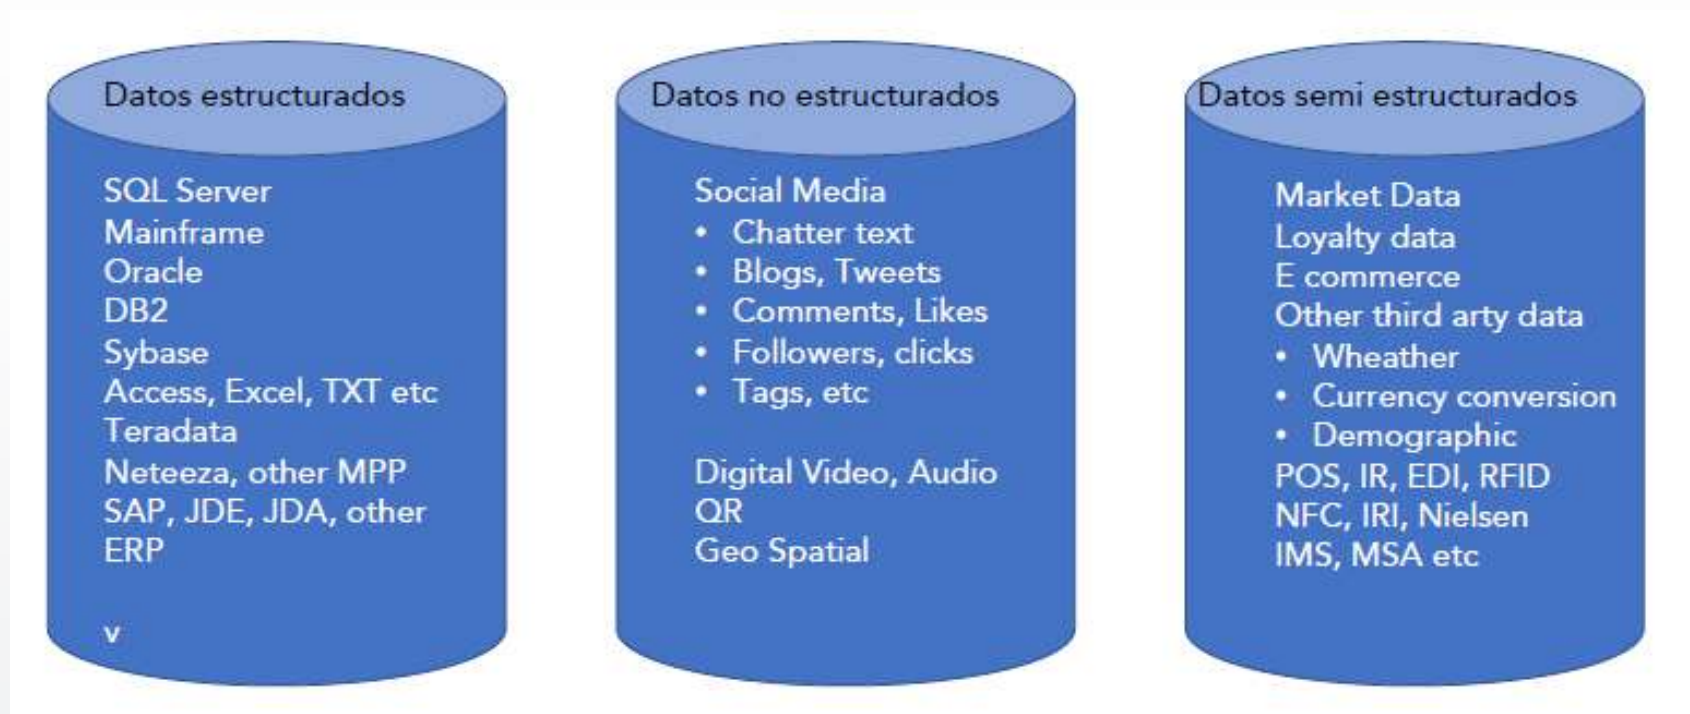 Datos estructurados
SQL Server
Mainframe
Oracle
DB2
Sybase
Access, Excel, TXT etc
Teradata
Neteeza, other MPP
SAP, JDE, JDA, other
ERP
v
Datos no estructurados
Social Media
• Chatter text
• Blogs, Tweets
• Comments, Likes
• Followers, clicks
• Tags, etc
Digital Video, Audio
QR
Geo Spatial
Datos semi estructurados
Market Data
Loyalty data
E commerce
Other third arty data
• Wheather
• Currency conversion
• Demographic
POS, IR, EDI, RFID
NFC, IRI, Nielsen
IMS, MSA etc